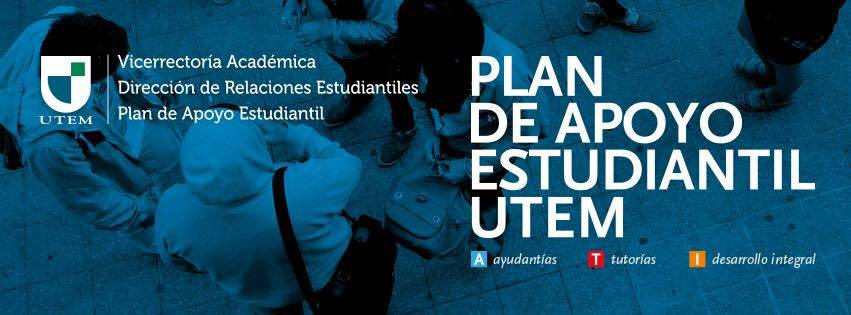 UTEM
Vicerrectoría Académica
Dirección de Relaciones Estudiantiles
Plan de Apoyo Estudiantil
PLAN
DE APOYO
ESTUDIANTIL
UTEM
A ayudantías T tutorías I desarrollo integral